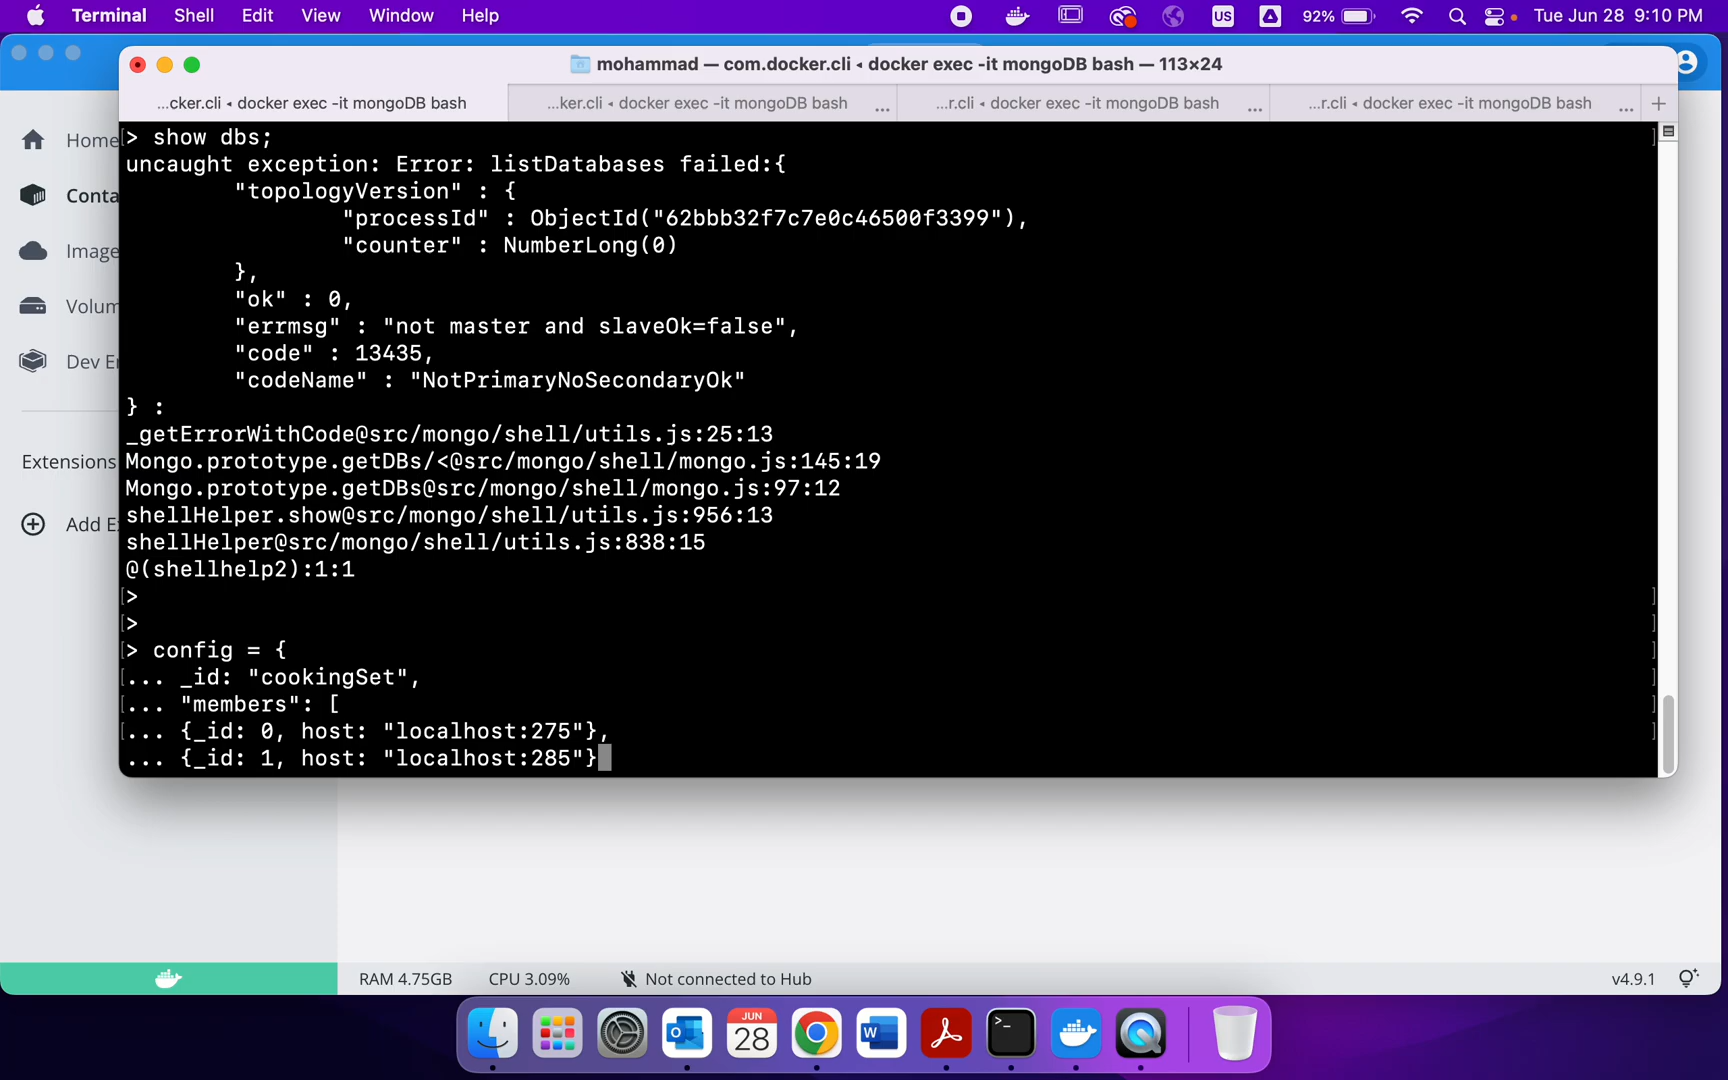 Terminal Shell Edit View Window Help US 92% Tue Jun 28 9:10 PM
mohammad — com.docker.cli ◂ docker exec -it mongoDB bash — 113×24
...cker.cli ◂ docker exec -it mongoDB bash ...ker.cli ◂ docker exec -it mongoDB bash ... ...r.cli ◂ docker exec -it mongoDB bash ... ...r.cli ◂ docker exec -it mongoDB bash ... +
Home
Conta
Image
Volum
Dev En
Extensions
Add Ex
[> show dbs; ]
uncaught exception: Error: listDatabases failed:{
"topologyVersion" : {
"processId" : ObjectId("62bbb32f7c7e0c46500f3399"),
"counter" : NumberLong(0)
},
"ok" : 0,
"errmsg" : "not master and slaveOk=false",
"code" : 13435,
"codeName" : "NotPrimaryNoSecondaryOk"
} :
_getErrorWithCode@src/mongo/shell/utils.js:25:13
Mongo.prototype.getDBs/<@src/mongo/shell/mongo.js:145:19
Mongo.prototype.getDBs@src/mongo/shell/mongo.js:97:12
shellHelper.show@src/mongo/shell/utils.js:956:13
shellHelper@src/mongo/shell/utils.js:838:15
@(shellhelp2):1:1
[> ]
[> ]
[> config = { ]
[... _id: "cookingSet", ]
[... "members": [ ]
[... {_id: 0, host: "localhost:275"}, ]
... {_id: 1, host: "localhost:285"}
RAM 4.75GB CPU 3.09% Not connected to Hub v4.9.1
JUN
28